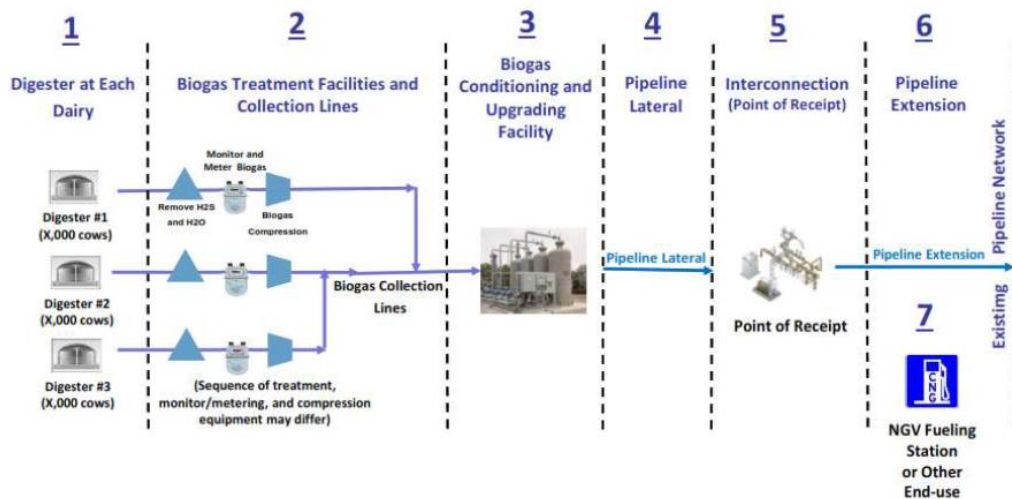 1
2
3
4
5
6
Digester at Each
Dairy
Biogas Treatment Facilities and
Collection Lines
Biogas
Conditioning and
Upgrading
Facility
Pipeline
Lateral
Interconnection
(Point of Receipt)
Pipeline
Extension
Monitor and
Meter Biogas
Remove H2S
and H2O
Biogas
Compression
Digester #1
(X,000 cows)
Digester #2
(X,000 cows)
Digester #3
(X,000 cows)
Biogas Collection
Lines
(Sequence of treatment,
monitor/metering, and compression
equipment may differ)
Pipeline Lateral
Point of Receipt
Pipeline Extension
Existimg Pipeline Network
7
CNG
NGV Fueling
Station
or Other
End-use